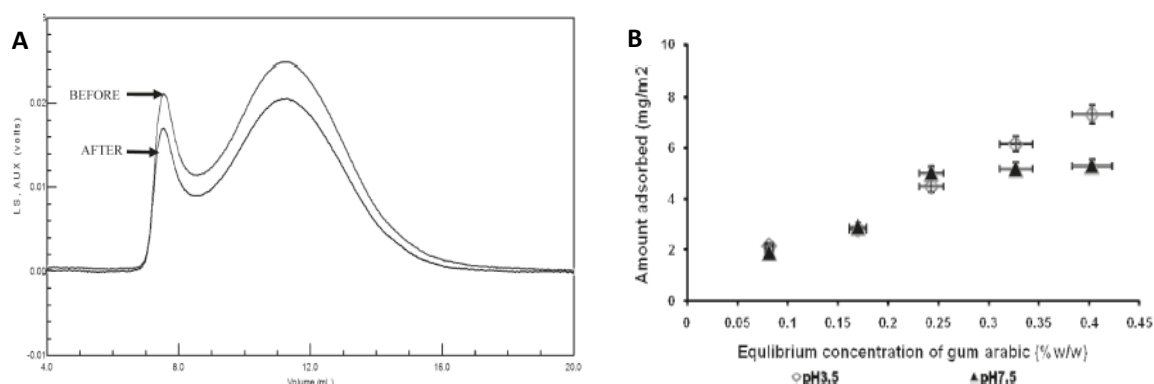 A
BEFORE
AFTER
LS, AUX (volts)
0.02
0.01
0.00
-0.01
4.0 8.0 12.0 16.0 20.0
Volume (mL)
B
Amount adsorbed (mg/m2)
10
8
6
4
2
0
0 0.05 0.1 0.15 0.2 0.25 0.3 0.35 0.4 0.45
Equlibrium concentration of gum arabic (% w/w)
pH3,5 pH7,5